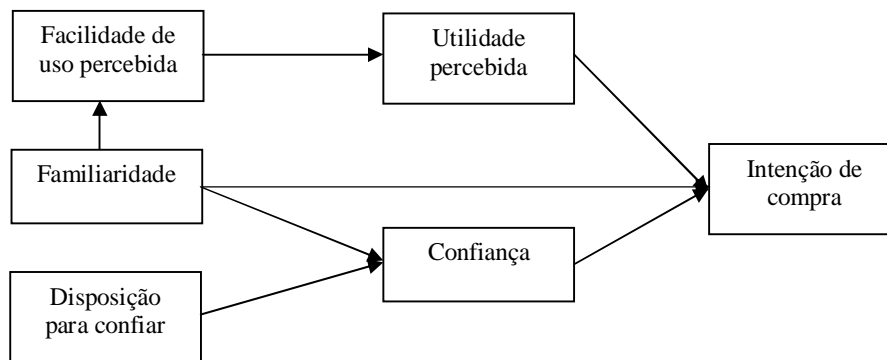 Facilidade de
uso percebida
Utilidade
percebida
Familiaridade
Intenção de
compra
Confiança
Disposição
para confiar